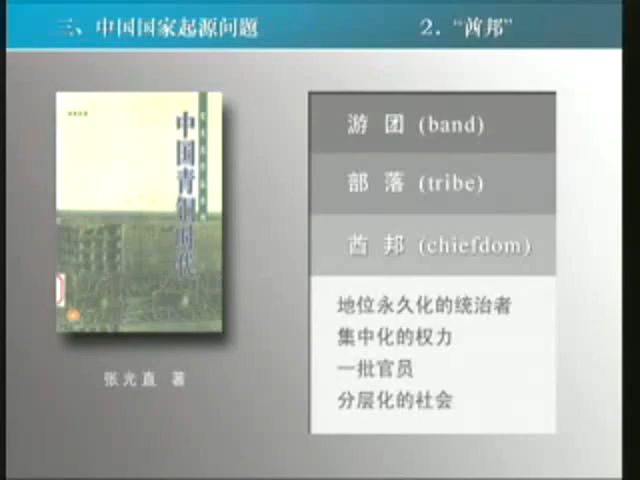 三、中国国家起源问题
2. “酋邦”
中国青铜时代
张光直 著
游 团 (band)
部 落 (tribe)
酋 邦 (chiefdom)
地位永久化的统治者
集中化的权力
一批官员
分层化的社会